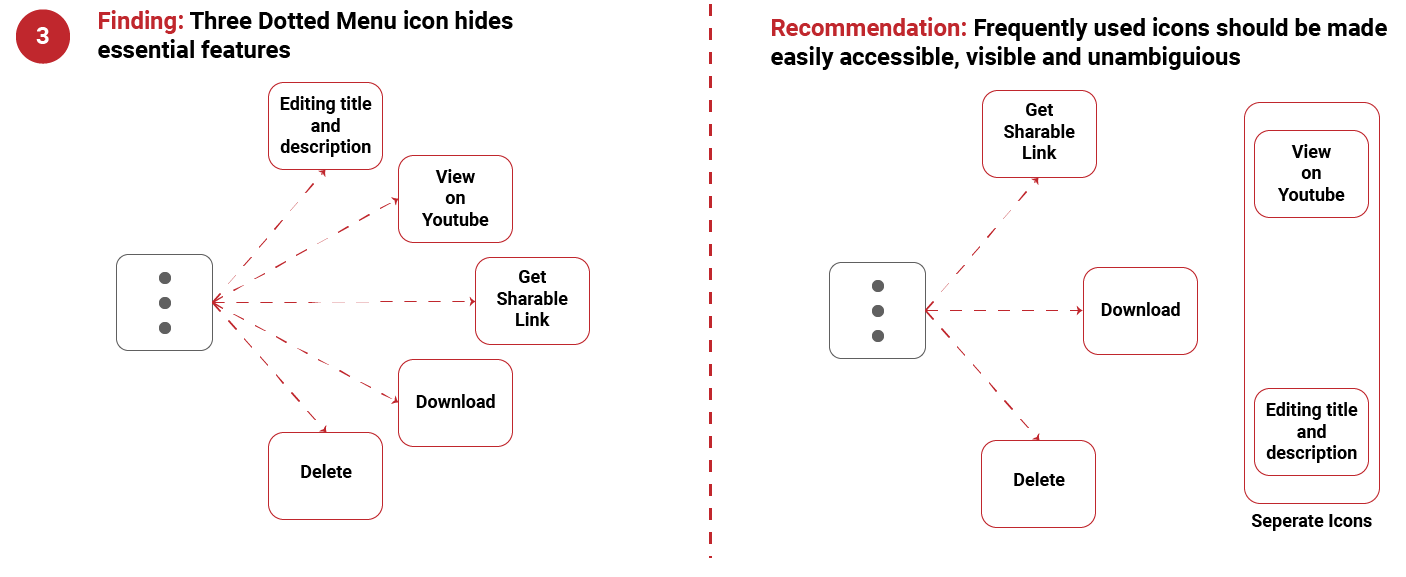 3
Finding: Three Dotted Menu icon hides
essential features
Editing title
and
description
View
on
Youtube
Get
Sharable
Link
Download
Delete
Recommendation: Frequently used icons should be made
easily accessible, visible and unambiguious
Get
Sharable
Link
Download
Delete
View
on
Youtube
Editing title
and
description
Seperate Icons